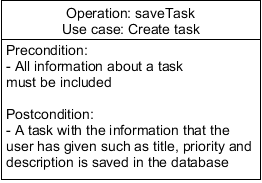 Operation: saveTask
Use case: Create task
Precondition:
- All information about a task
must be included

Postcondition:
- A task with the information that the
user has given such as title, priority and
description is saved in the database